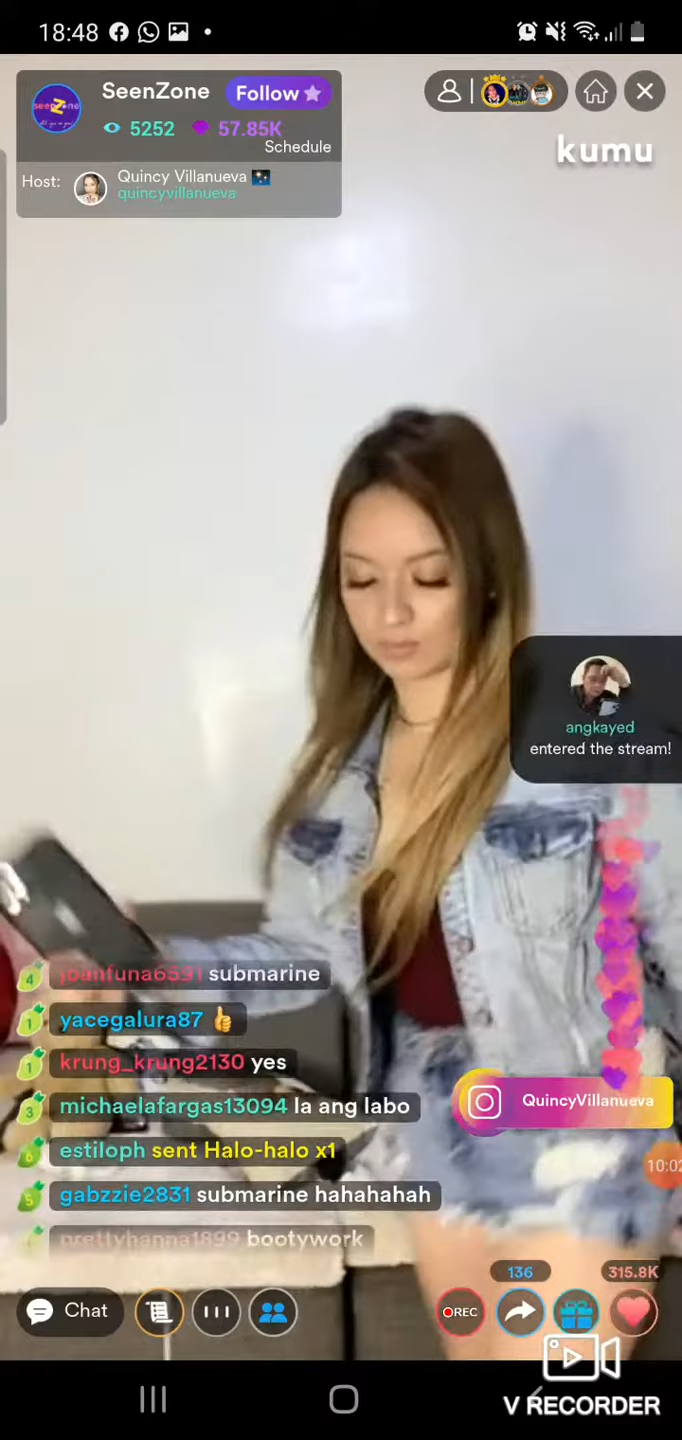 18:48
SeenZone
Follow
5252
57.85K
Schedule
Host:
Quincy Villanueva
quincyvillanueva
kumu
angkayed
entered the stream!
submarine
yacegalura87
krung_krung2130 yes
michaelafargas13094 la ang labo
estiloph sent Halo-halo x1
gabzzie2831 submarine hahahahah
prettyhanna1899 bootywork
QuincyVillanueva
10:02
136
315.8K
Chat
REC
V RECORDER